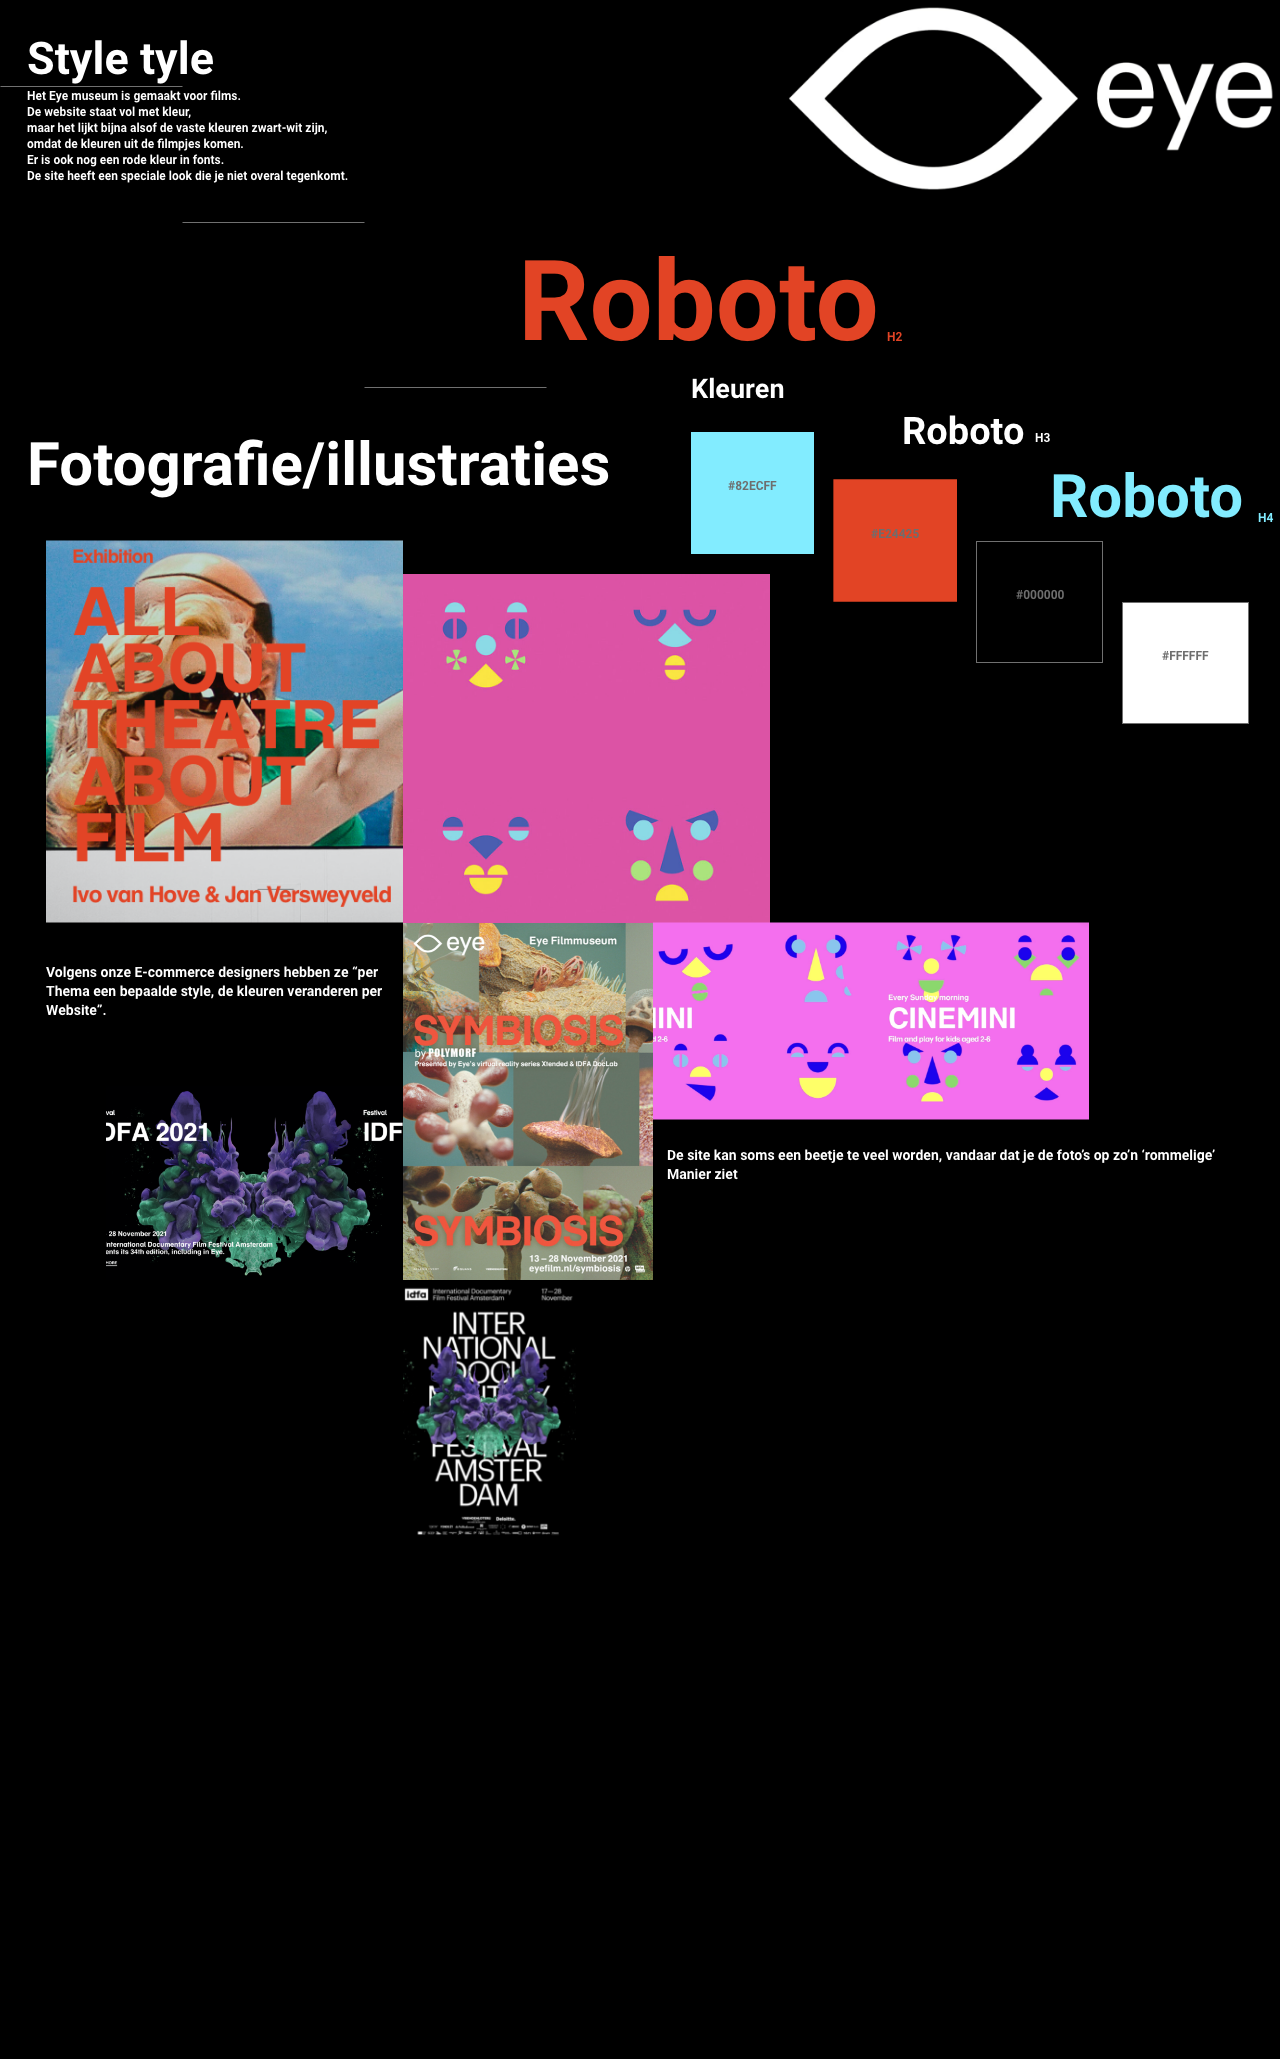 Style tyle
Het Eye museum is gemaakt voor films.
De website staat vol met kleur,
maar het lijkt bijna alsof de vaste kleuren zwart-wit zijn,
omdat de kleuren uit de filmpjes komen.
Er is ook nog een rode kleur in fonts.
De site heeft een speciale look die je niet overal tegenkomt.
eye
Roboto H2
Kleuren
Roboto H3
Roboto H4
Fotografie/illustraties
#82ECFF
#000000
#FFFFFF
Exhibition
ALL
ABOUT
THEATRE
ABOUT
FILM
Ivo van Hove & Jan Versweyveld
Volgens onze E-commerce designers hebben ze “per
Thema een bepaalde style, de kleuren veranderen per
Website”.
eye
Eye Filmmuseum
SYMBIOSIS
by POLYMORF
Presented by Eye's virtual reality series Xtended & IDFA DocLab
SYMBIOSIS
13 – 28 November 2021
eyefilm.nl/symbiosis
INI
d 2-6
Every Sunday morning
CINEMINI
Film and play for kids aged 2-6
De site kan soms een beetje te veel worden, vandaar dat je de foto’s op zo’n ‘rommelige’
Manier ziet
val
DFA 2021
28 November 2021
nternational Documentary Film Festival Amsterdam
ents its 34th edition, including in Eye.
Festival
IDF
idfa
International Documentary
Film Festival Amsterdam
17—28
November
INTER
NATIONAL
FESTIVAL
AMSTER
DAM
Deloitte.